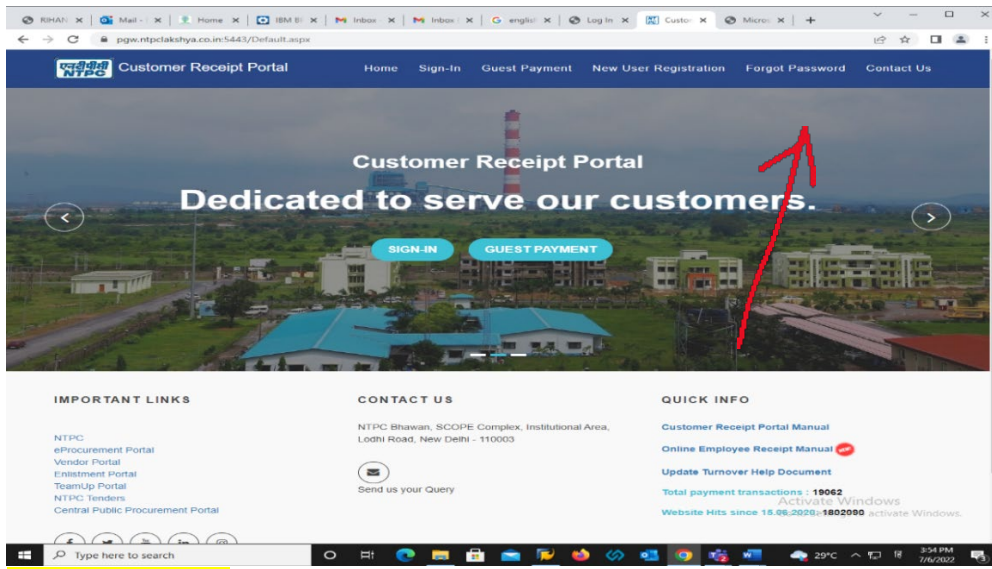 RIHAN
Mail -
Home
IBM BI
Inbox
Inbox
englis
Log In
Custor
Micros
pgw.ntpclakshya.co.in:5443/Default.aspx
एनटीपीसी
NTPC
Customer Receipt Portal
Home Sign-In Guest Payment New User Registration Forgot Password Contact Us
Customer Receipt Portal
Dedicated to serve our customers.
SIGN-IN GUEST PAYMENT
IMPORTANT LINKS
NTPC
eProcurement Portal
Vendor Portal
Enlistment Portal
TeamUp Portal
NTPC Tenders
Central Public Procurement Portal
CONTACT US
NTPC Bhawan, SCOPE Complex, Institutional Area,
Lodhi Road, New Delhi - 110003
Send us your Query
QUICK INFO
Customer Receipt Portal Manual
Online Employee Receipt Manual
Update Turnover Help Document
Total payment transactions : 19062
Website Hits since 15.06.2020: 1802090
Activate Windows
activate Windows.
Type here to search
29°C
3:54 PM
7/6/2022